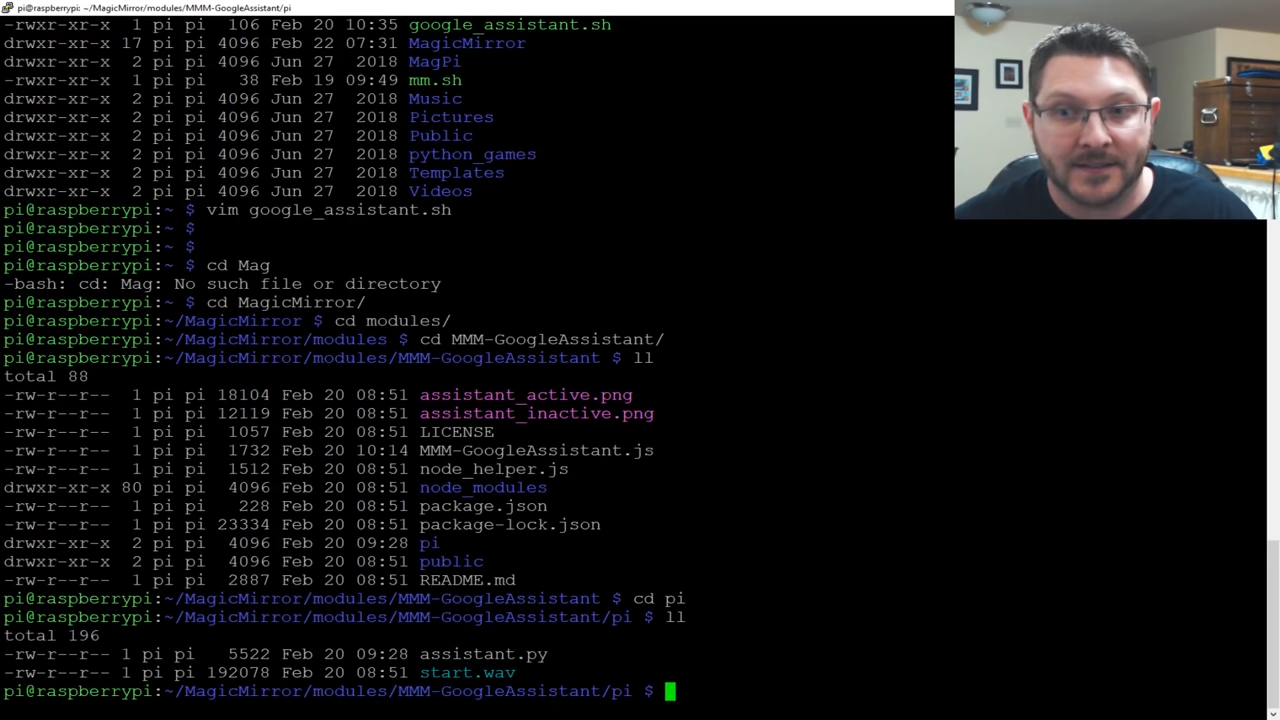 pi@raspberrypi: ~/MagicMirror/modules/MMM-GoogleAssistant/pi
-rwxr-xr-x 1 pi pi 106 Feb 20 10:35 google_assistant.sh
drwxr-xr-x 17 pi pi 4096 Feb 22 07:31 MagicMirror
drwxr-xr-x 2 pi pi 4096 Jun 27 2018 MagPi
-rwxr-xr-x 1 pi pi 38 Feb 19 09:49 mm.sh
drwxr-xr-x 2 pi pi 4096 Jun 27 2018 Music
drwxr-xr-x 2 pi pi 4096 Jun 27 2018 Pictures
drwxr-xr-x 2 pi pi 4096 Jun 27 2018 Public
drwxr-xr-x 2 pi pi 4096 Jun 27 2018 python_games
drwxr-xr-x 2 pi pi 4096 Jun 27 2018 Templates
drwxr-xr-x 2 pi pi 4096 Jun 27 2018 Videos
pi@raspberrypi:~ $ vim google_assistant.sh
pi@raspberrypi:~ $
pi@raspberrypi:~ $
pi@raspberrypi:~ $ cd Mag
-bash: cd: Mag: No such file or directory
pi@raspberrypi:~ $ cd MagicMirror/
pi@raspberrypi:~/MagicMirror $ cd modules/
pi@raspberrypi:~/MagicMirror/modules $ cd MMM-GoogleAssistant/
pi@raspberrypi:~/MagicMirror/modules/MMM-GoogleAssistant $ ll
total 88
-rw-r--r-- 1 pi pi 18104 Feb 20 08:51 assistant_active.png
-rw-r--r-- 1 pi pi 12119 Feb 20 08:51 assistant_inactive.png
-rw-r--r-- 1 pi pi 1057 Feb 20 08:51 LICENSE
-rw-r--r-- 1 pi pi 1732 Feb 20 10:14 MMM-GoogleAssistant.js
-rw-r--r-- 1 pi pi 1512 Feb 20 08:51 node_helper.js
drwxr-xr-x 80 pi pi 4096 Feb 20 08:51 node_modules
-rw-r--r-- 1 pi pi 228 Feb 20 08:51 package.json
-rw-r--r-- 1 pi pi 23334 Feb 20 08:51 package-lock.json
drwxr-xr-x 2 pi pi 4096 Feb 20 09:28 pi
drwxr-xr-x 2 pi pi 4096 Feb 20 08:51 public
-rw-r--r-- 1 pi pi 2887 Feb 20 08:51 README.md
pi@raspberrypi:~/MagicMirror/modules/MMM-GoogleAssistant $ cd pi
pi@raspberrypi:~/MagicMirror/modules/MMM-GoogleAssistant/pi $ ll
total 196
-rw-r--r-- 1 pi pi 5522 Feb 20 09:28 assistant.py
-rw-r--r-- 1 pi pi 192078 Feb 20 08:51 start.wav
pi@raspberrypi:~/MagicMirror/modules/MMM-GoogleAssistant/pi $